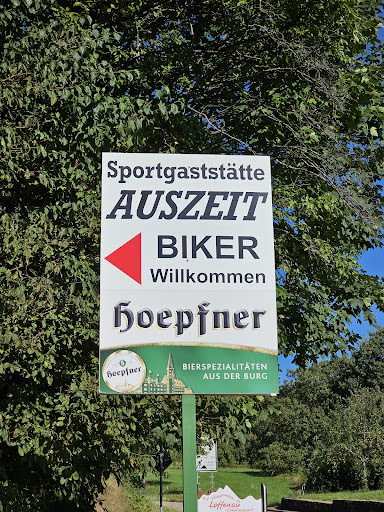 Sportgaststätte
AUSZEIT
BIKER
Willkommen
Hoepfner
Hoepfner
BIERSPEZIALITÄTEN
AUS DER BURG
Loffenau